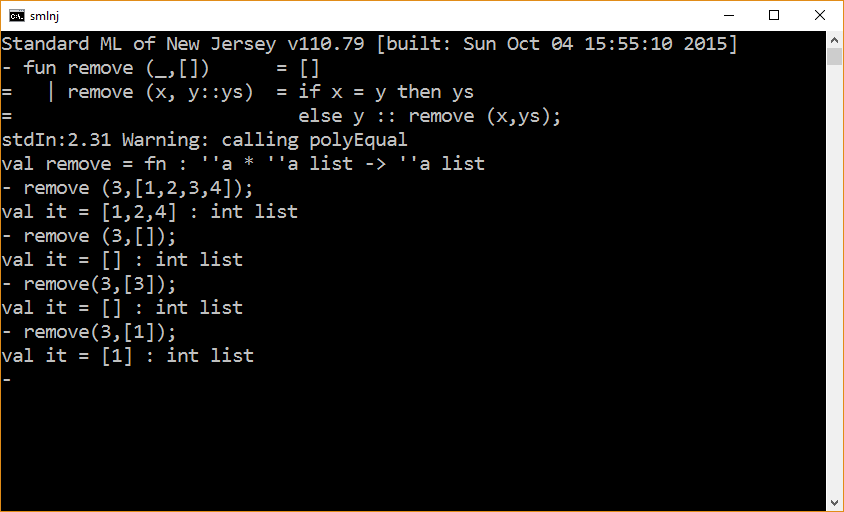 smlnj
Standard ML of New Jersey v110.79 [built: Sun Oct 04 15:55:10 2015]
- fun remove (_,[])      = []
=   | remove (x, y::ys)  = if x = y then ys
=                          else y :: remove (x,ys);
stdIn:2.31 Warning: calling polyEqual
val remove = fn : ''a * ''a list -> ''a list
- remove (3,[1,2,3,4]);
val it = [1,2,4] : int list
- remove (3,[]);
val it = [] : int list
- remove(3,[3]);
val it = [] : int list
- remove(3,[1]);
val it = [1] : int list
-